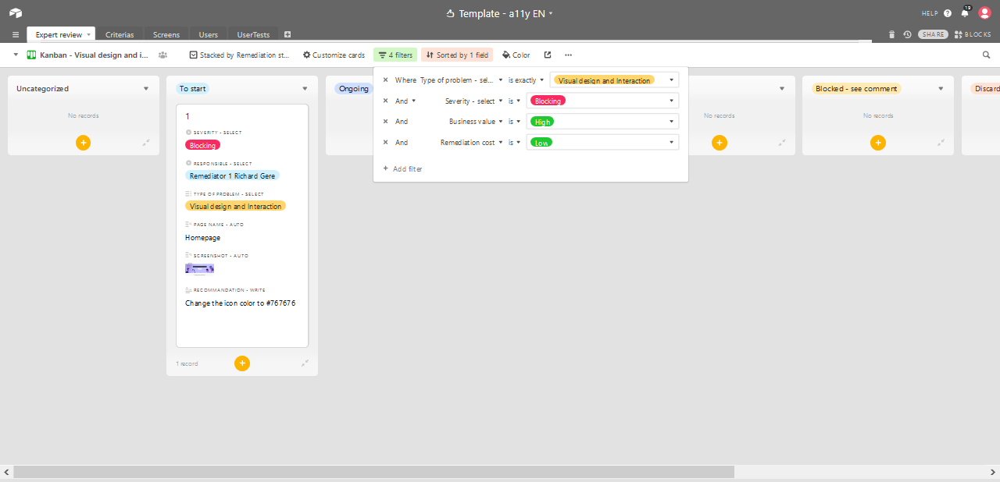 Template - a11y EN
HELP
19
Expert review
Criterias
Screens
Users
UserTests
SHARE
BLOCKS
Kanban - Visual design and i...
Stacked by Remediation st...
Customize cards
4 filters
Sorted by 1 field
Color
Uncategorized
No records
To start
1
SEVERITY - SELECT
Blocking
RESPONSIBLE - SELECT
Remediator 1 Richard Gere
TYPE OF PROBLEM - SELECT
Visual design and Interaction
PAGE NAME - AUTO
Homepage
SCREENSHOT - AUTO
RECOMMANDATION - WRITE
Change the icon color to #767676
1 record
Ongoing
Where Type of problem - sel... is exactly Visual design and Interaction
And Severity - select is Blocking
And Business value is High
And Remediation cost is Low
Add filter
No records
Blocked - see comment
No records
Discard